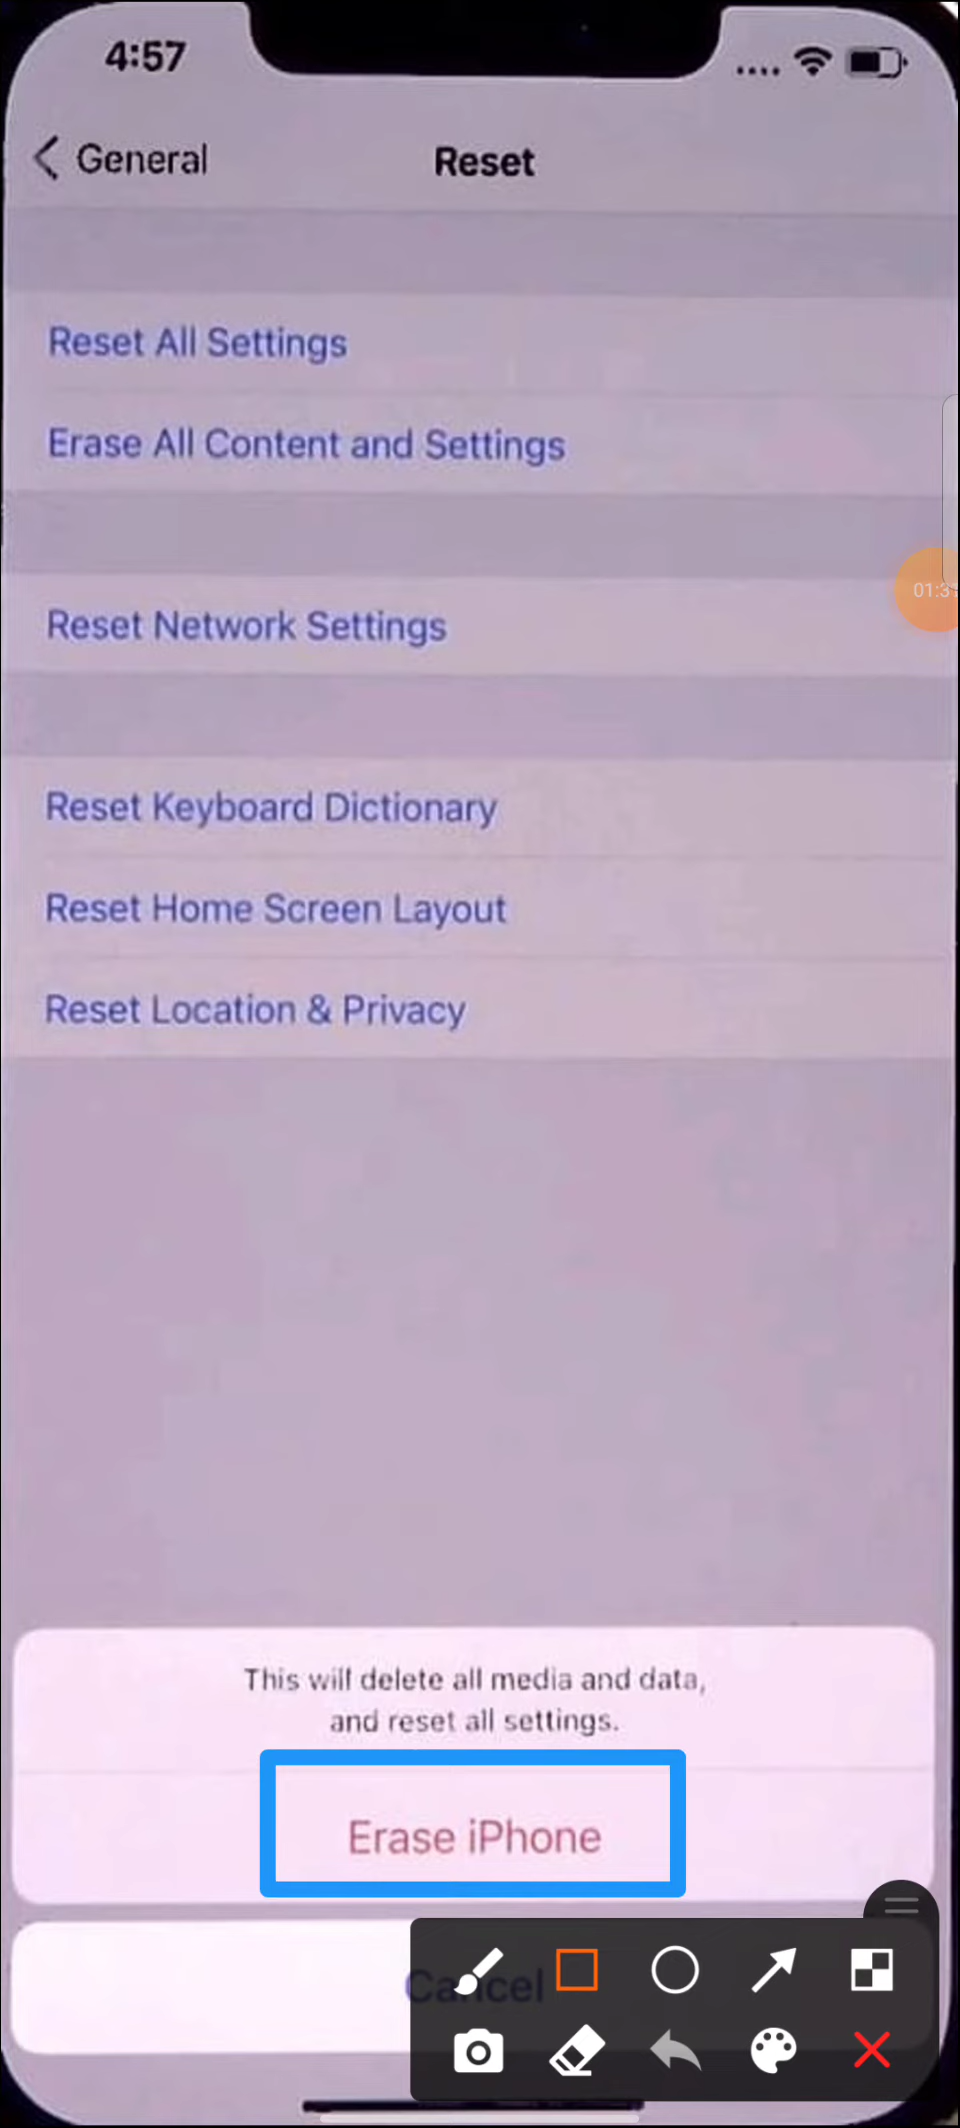 4:57
General
Reset
Reset All Settings
Erase All Content and Settings
01:31
Reset Network Settings
Reset Keyboard Dictionary
Reset Home Screen Layout
Reset Location & Privacy
This will delete all media and data,
and reset all settings.
Erase iPhone
Cancel